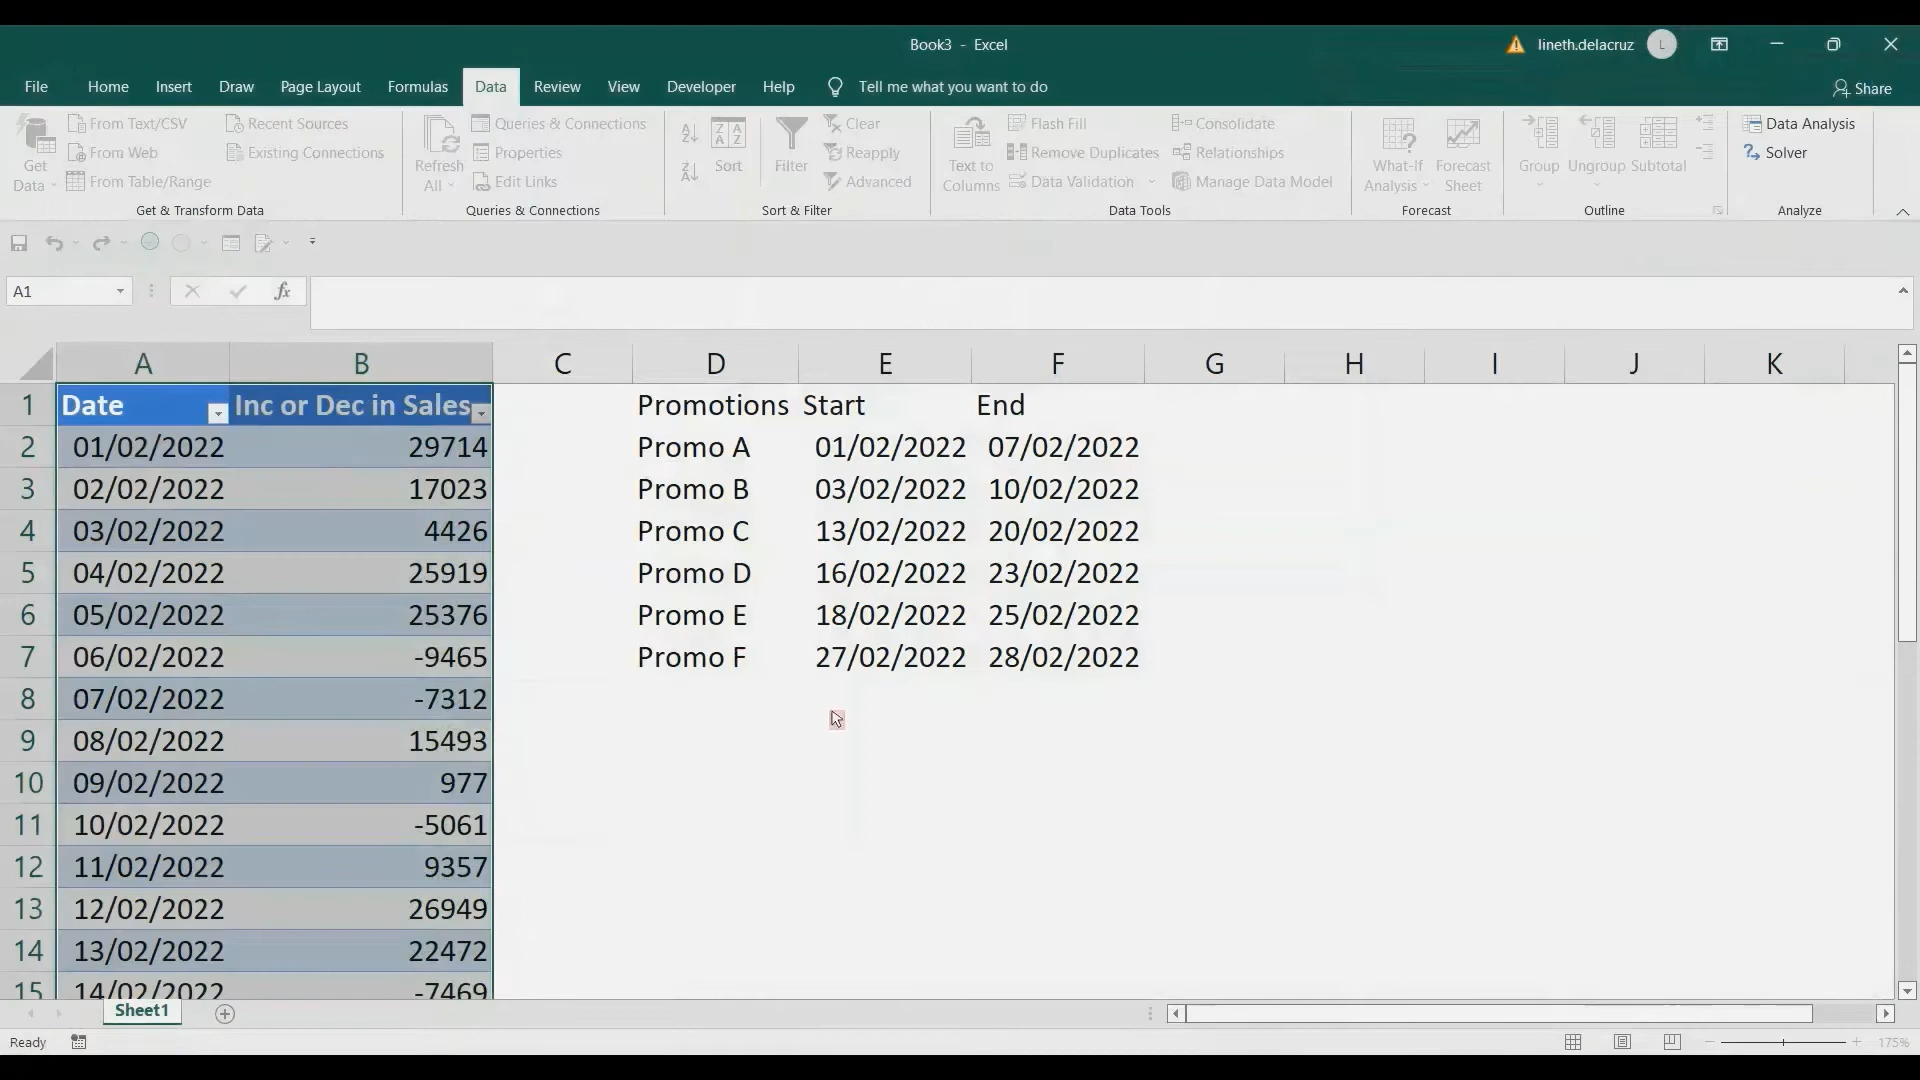 Book3 - Excel
lineth.delacruz L
File Home Insert Draw Page Layout Formulas Data Review View Developer Help Tell me what you want to do Share
Get Data
From Text/CSV
From Web
From Table/Range
Recent Sources
Existing Connections
Get & Transform Data
Refresh All
Queries & Connections
Properties
Edit Links
Queries & Connections
Sort
Filter
Clear
Reapply
Advanced
Sort & Filter
Text to Columns
Flash Fill
Remove Duplicates
Data Validation
Consolidate
Relationships
Manage Data Model
Data Tools
What-If Analysis
Forecast Sheet
Forecast
Group
Ungroup
Subtotal
Outline
Data Analysis
Solver
Analyze
A1 fx
A B C D E F G H I J K
1 Date Inc or Dec in Sales Promotions Start End
2 01/02/2022 29714 Promo A 01/02/2022 07/02/2022
3 02/02/2022 17023 Promo B 03/02/2022 10/02/2022
4 03/02/2022 4426 Promo C 13/02/2022 20/02/2022
5 04/02/2022 25919 Promo D 16/02/2022 23/02/2022
6 05/02/2022 25376 Promo E 18/02/2022 25/02/2022
7 06/02/2022 -9465 Promo F 27/02/2022 28/02/2022
8 07/02/2022 -7312
9 08/02/2022 15493
10 09/02/2022 977
11 10/02/2022 -5061
12 11/02/2022 9357
13 12/02/2022 26949
14 13/02/2022 22472
15 14/02/2022 -7469
Sheet1
Ready 175%